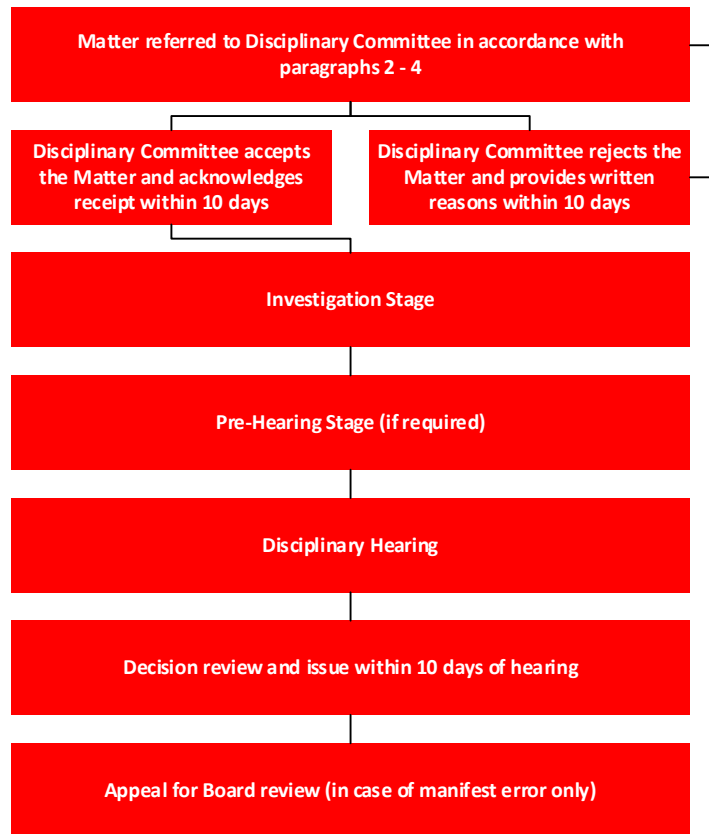 Matter referred to Disciplinary Committee in accordance with
paragraphs 2 - 4
Disciplinary Committee accepts
the Matter and acknowledges
receipt within 10 days
Disciplinary Committee rejects the
Matter and provides written
reasons within 10 days
Investigation Stage
Pre-Hearing Stage (if required)
Disciplinary Hearing
Decision review and issue within 10 days of hearing
Appeal for Board review (in case of manifest error only)